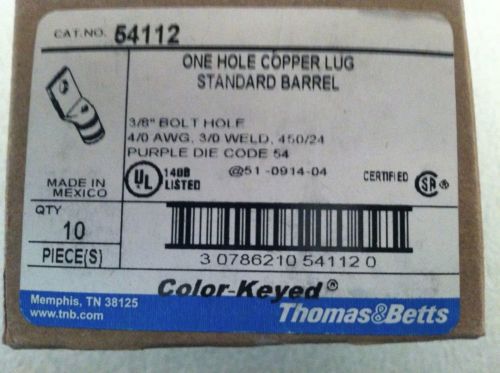 CAT.NO. 54112
ONE HOLE COPPER LUG
STANDARD BARREL
3/8" BOLT HOLE
4/0 AWG, 3/0 WELD, 450/24
PURPLE DIE CODE 54
UL 140B LISTED
@51-0914-04
CERTIFIED SA
MADE IN
MEXICO
QTY
10
PIECE(S)
3 0786210 54112 0
Color-Keyed®
Memphis, TN 38125
www.tnb.com
Thomas&Betts